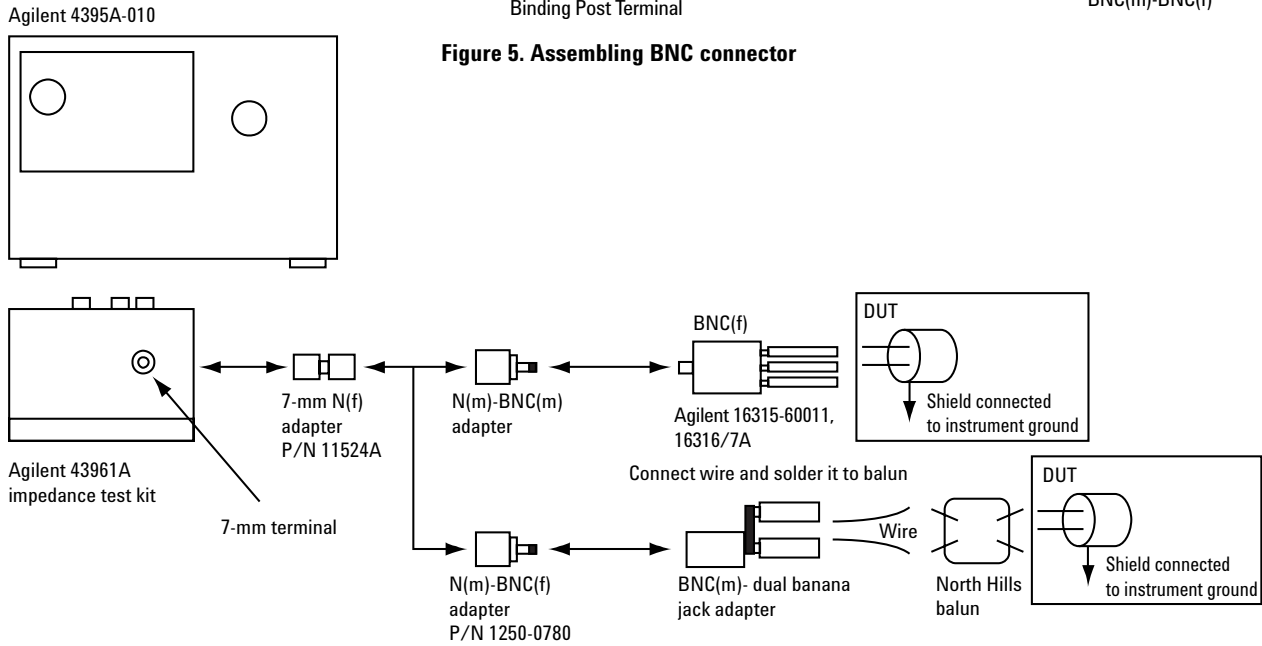 Agilent 4395A-010
Binding Post Terminal
BNC(m)-BNC(f)
Figure 5. Assembling BNC connector
BNC(f)
DUT
7-mm N(f)
adapter
P/N 11524A
N(m)-BNC(m)
adapter
Agilent 16315-60011,
16316/7A
Shield connected
to instrument ground
Agilent 43961A
impedance test kit
7-mm terminal
Connect wire and solder it to balun
DUT
Wire
N(m)-BNC(f)
adapter
P/N 1250-0780
BNC(m)- dual banana
jack adapter
North Hills
balun
Shield connected
to instrument ground